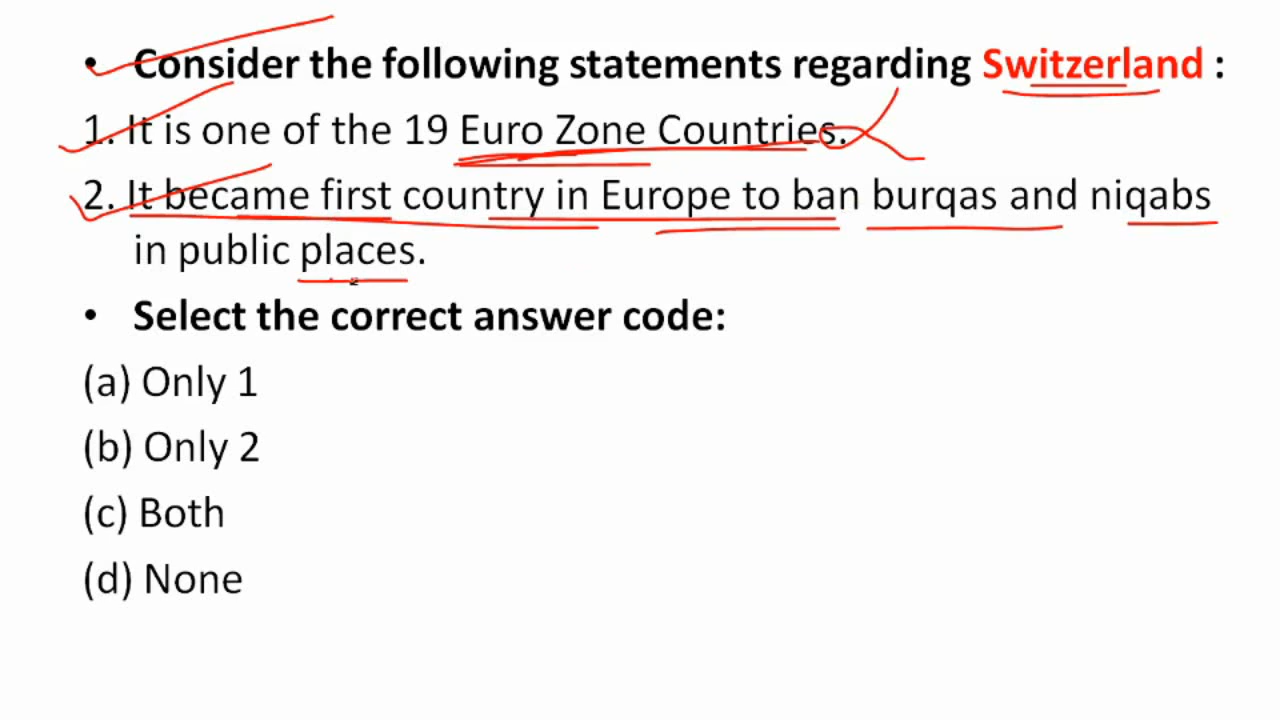 • Consider the following statements regarding Switzerland :
1. It is one of the 19 Euro Zone Countries.
2. It became first country in Europe to ban burqas and niqabs
in public places.
• Select the correct answer code:
(a) Only 1
(b) Only 2
(c) Both
(d) None